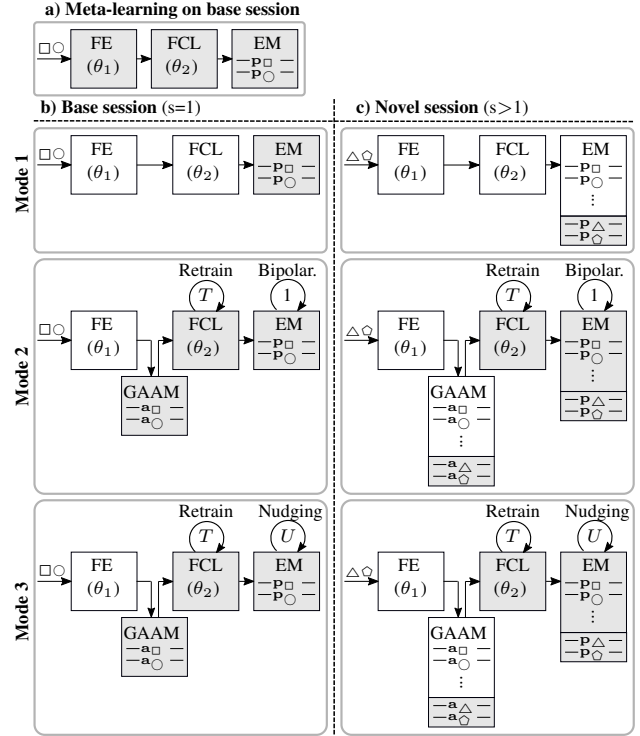 a) Meta-learning on base session
□○ FE (θ₁) FCL (θ₂) EM
—p□—
—p○—
b) Base session (s=1)
c) Novel session (s>1)
Mode 1
□○ FE (θ₁) FCL (θ₂) EM
—p□—
—p○—
△⬠ FE (θ₁) FCL (θ₂) EM
—p□—
—p○—
⋮
—p△—
—p⬠—
Mode 2
Retrain Bipolar.
T 1
□○ FE (θ₁) FCL (θ₂) EM
—p□—
—p○—
GAAM
—a□—
—a○—
Retrain Bipolar.
T 1
△⬠ FE (θ₁) FCL (θ₂) EM
—p□—
—p○—
⋮
—p△—
—p⬠—
GAAM
—a□—
—a○—
⋮
—a△—
—a⬠—
Mode 3
Retrain Nudging
T U
□○ FE (θ₁) FCL (θ₂) EM
—p□—
—p○—
GAAM
—a□—
—a○—
Retrain Nudging
T U
△⬠ FE (θ₁) FCL (θ₂) EM
—p□—
—p○—
⋮
—p△—
—p⬠—
GAAM
—a□—
—a○—
⋮
—a△—
—a⬠—